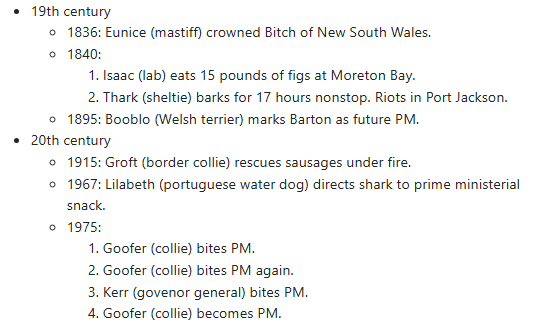 • 19th century
◦ 1836: Eunice (mastiff) crowned Bitch of New South Wales.
◦ 1840:
1. Isaac (lab) eats 15 pounds of figs at Moreton Bay.
2. Thark (sheltie) barks for 17 hours nonstop. Riots in Port Jackson.
◦ 1895: Booblo (Welsh terrier) marks Barton as future PM.
• 20th century
◦ 1915: Groft (border collie) rescues sausages under fire.
◦ 1967: Lilabeth (portuguese water dog) directs shark to prime ministerial
snack.
◦ 1975:
1. Goofer (collie) bites PM.
2. Goofer (collie) bites PM again.
3. Kerr (govenor general) bites PM.
4. Goofer (collie) becomes PM.